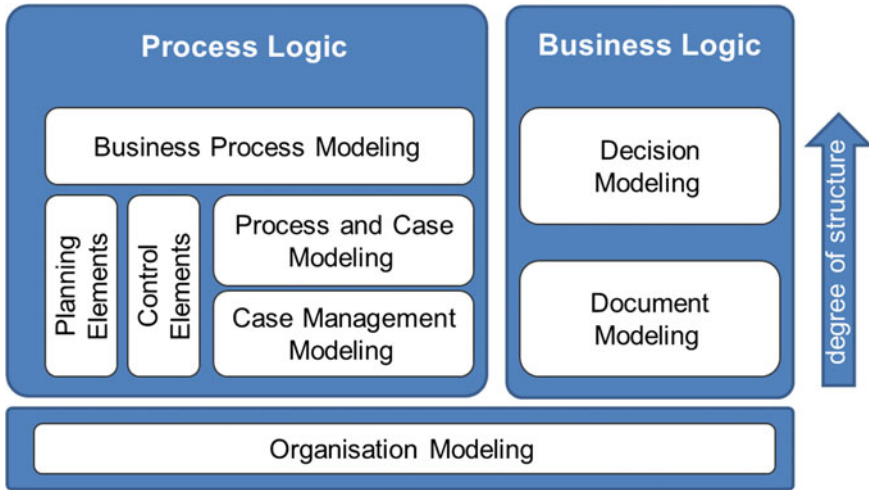 Process Logic
Business Process Modeling
Planning
Elements
Control
Elements
Process and Case
Modeling
Case Management
Modeling
Business Logic
Decision
Modeling
Document
Modeling
degree of structure
Organisation Modeling